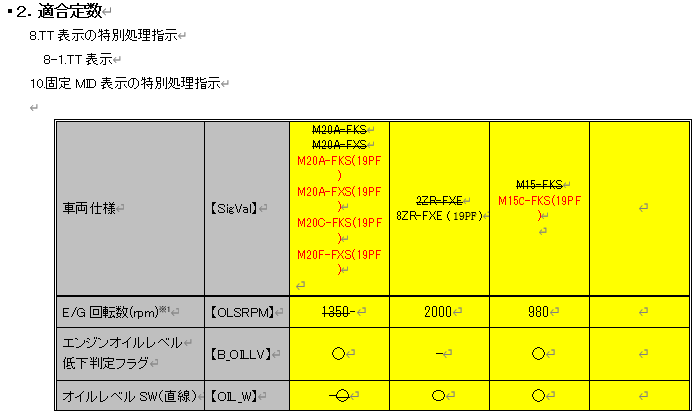 ・2. 適合定数↵
8.TT 表示の特別処理指示↵
8-1.TT 表示↵
10.固定 MID 表示の特別処理指示↵
↵
車両仕様↵
【SigVal】↵
M20A-FKS↵
M20A-FXS↵
M20A-FKS(19PF
)
M20A-FXS(19PF
)↵
M20C-FKS(19PF
)↵
M20F-FXS(19PF
)↵
↵
2ZR-FXE↵
8ZR-FXE (19PF)↵
M15-FKS↵
M15C-FKS(19PF
)↵
↵
↵
E/G 回転数(rpm)※1↵
【OLSRPM】↵
1350-↵
2000↵
980↵
↵
エンジンオイルレベル↵
低下判定フラグ↵
【B_OILLV】↵
○↵
-↵
○↵
↵
オイルレベル SW(直線)↵
【OIL_W】↵
-○↵
○↵
○↵
↵